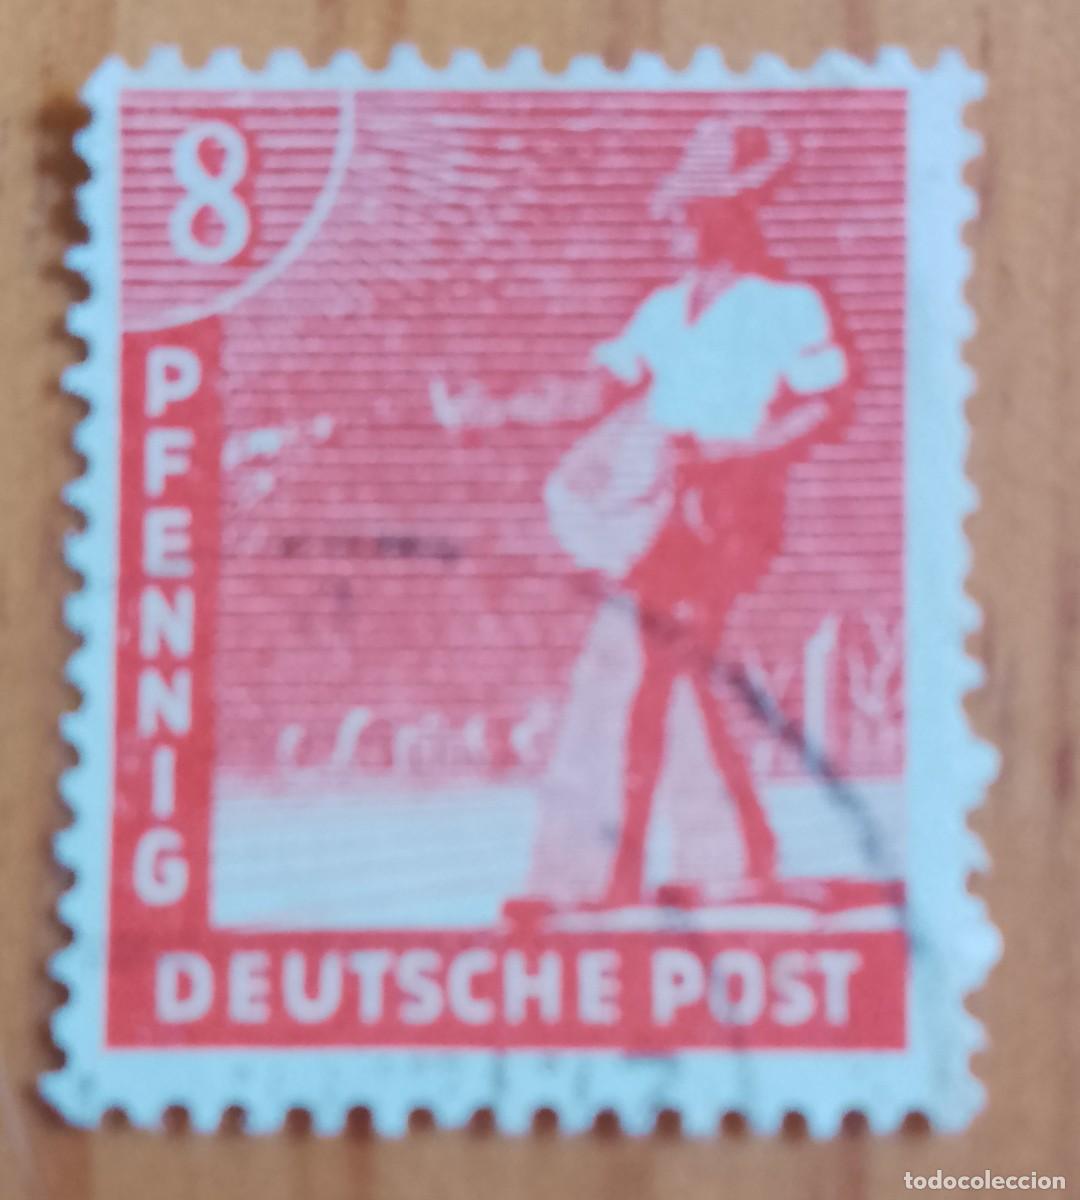 8
PFENNIG
DEUTSCHE POST
todocoleccion